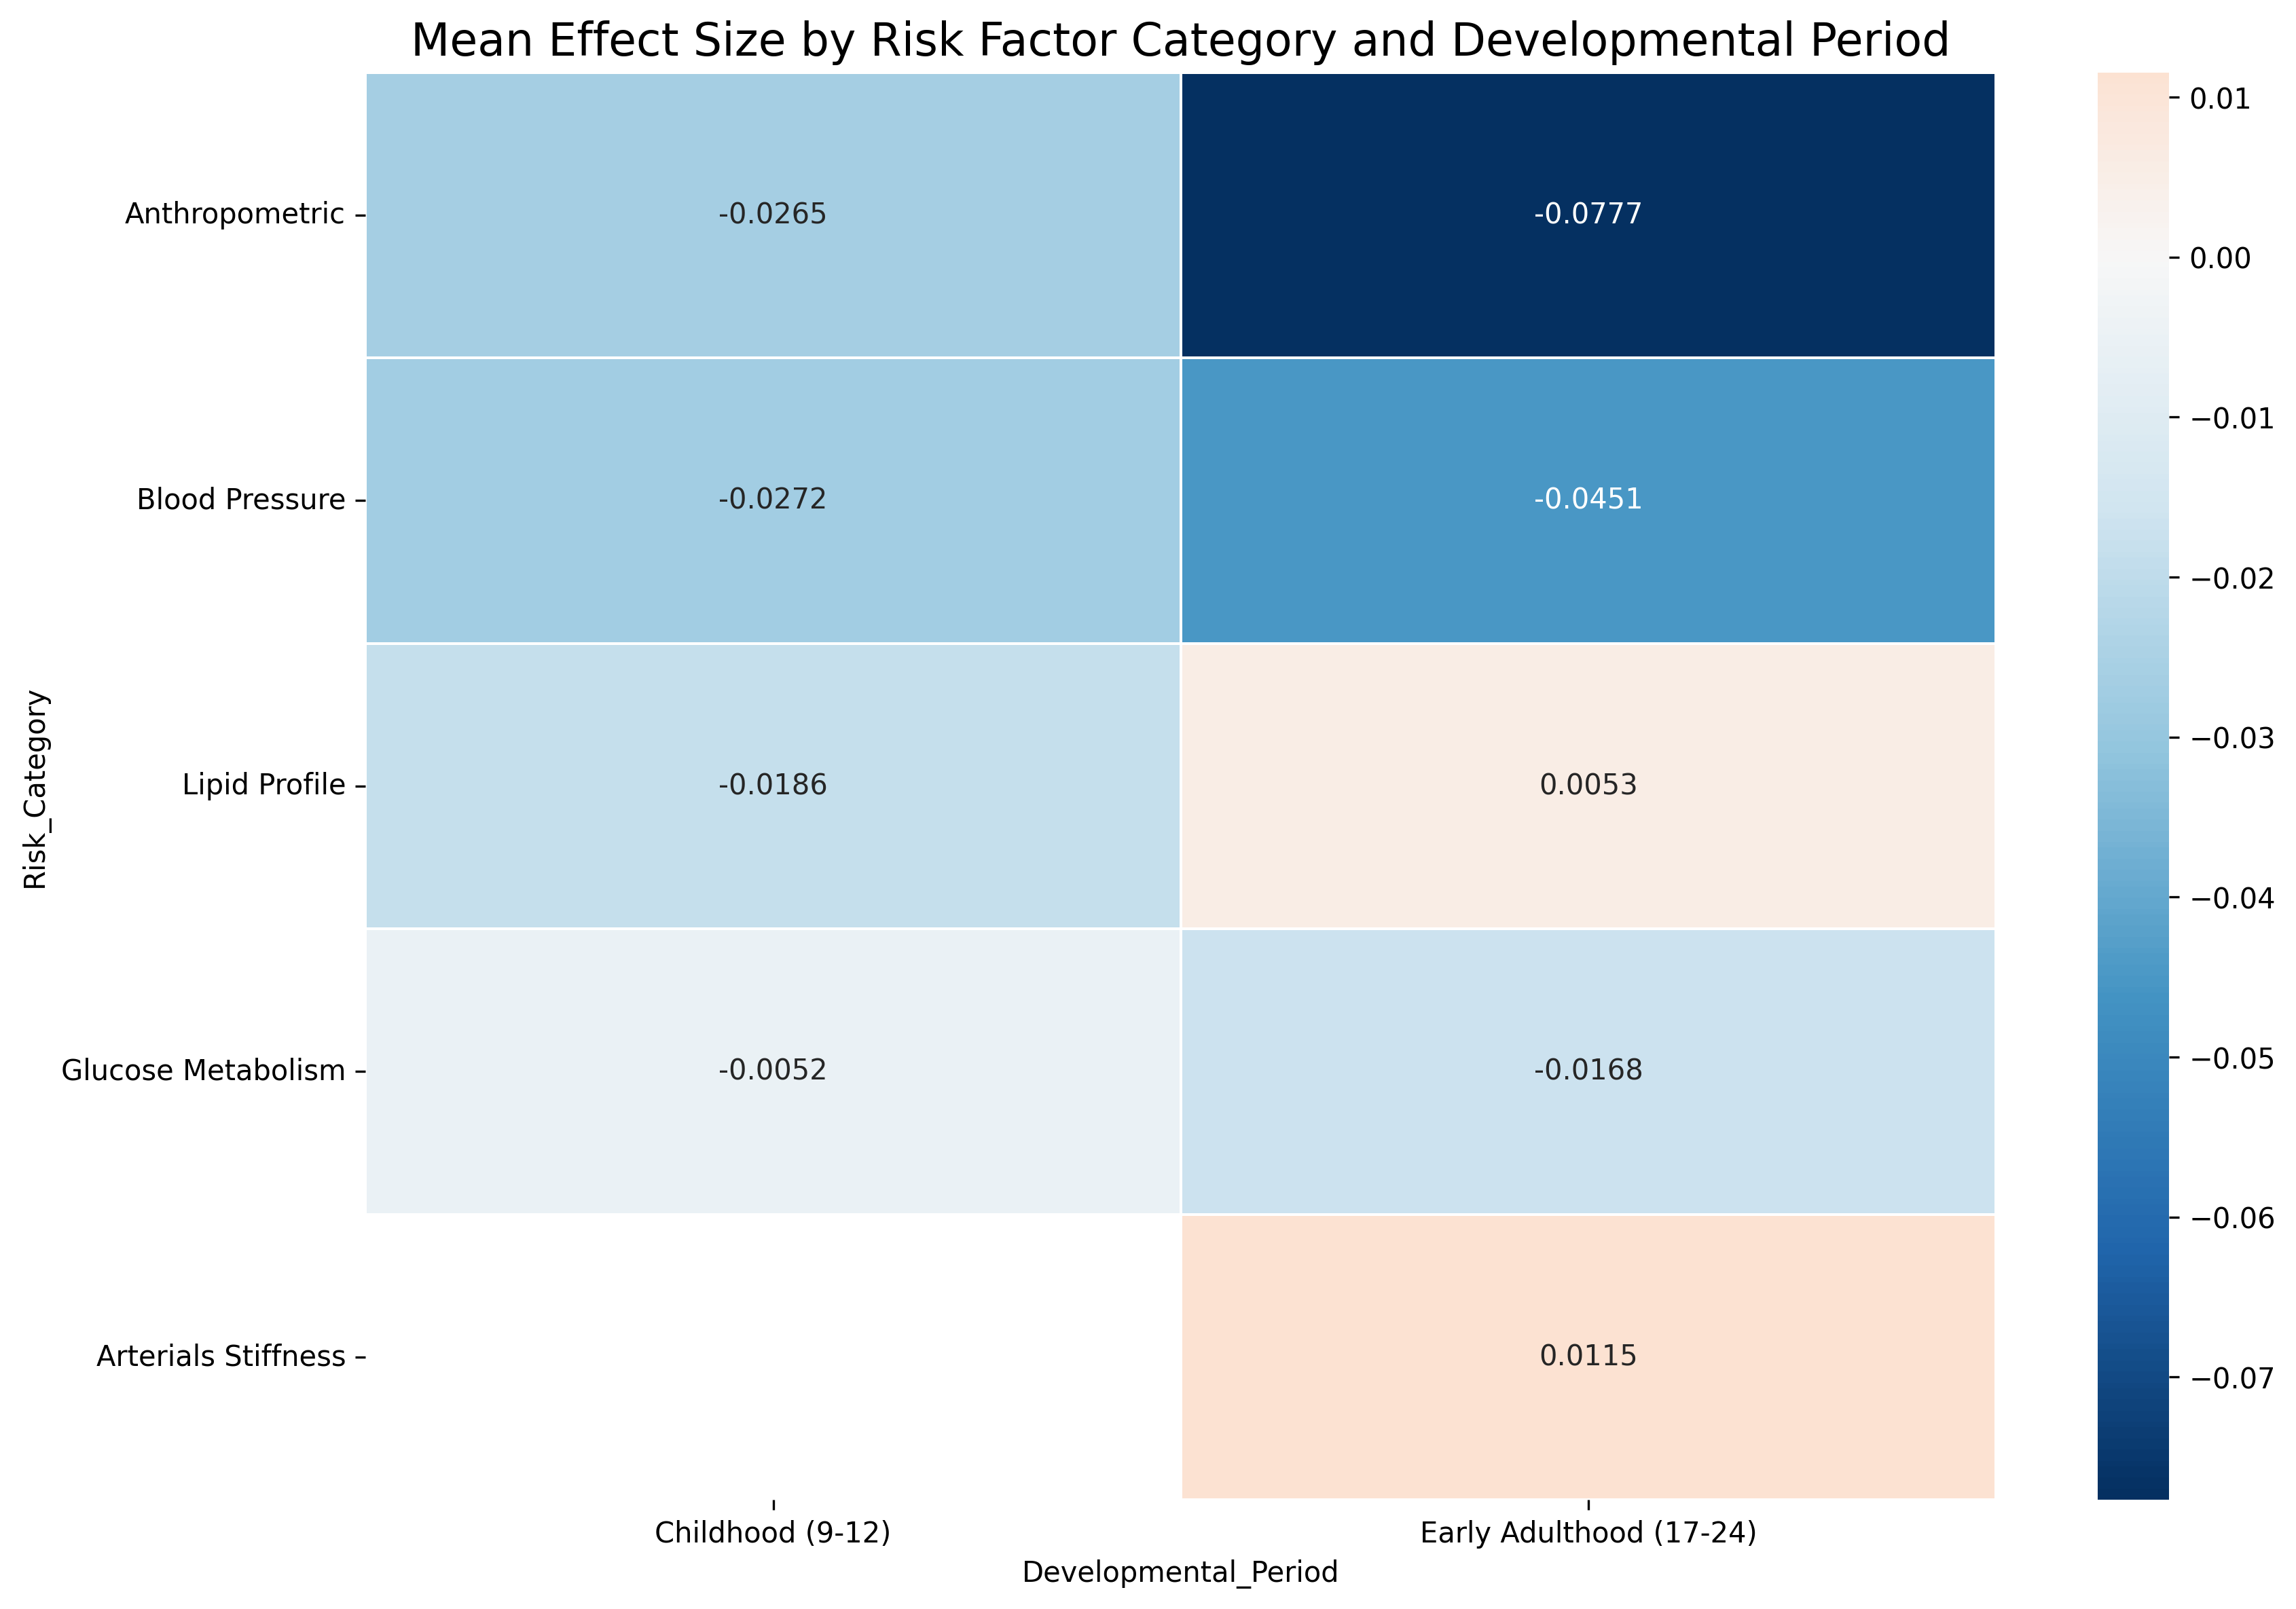 Mean Effect Size by Risk Factor Category and Developmental Period
Risk_Category
Anthropometric
-0.0265
-0.0777
Blood Pressure
-0.0272
-0.0451
Lipid Profile
-0.0186
0.0053
Glucose Metabolism
-0.0052
-0.0168
Arterials Stiffness
0.0115
Childhood (9-12)
Early Adulthood (17-24)
Developmental_Period
0.01
0.00
−0.01
−0.02
−0.03
−0.04
−0.05
−0.06
−0.07